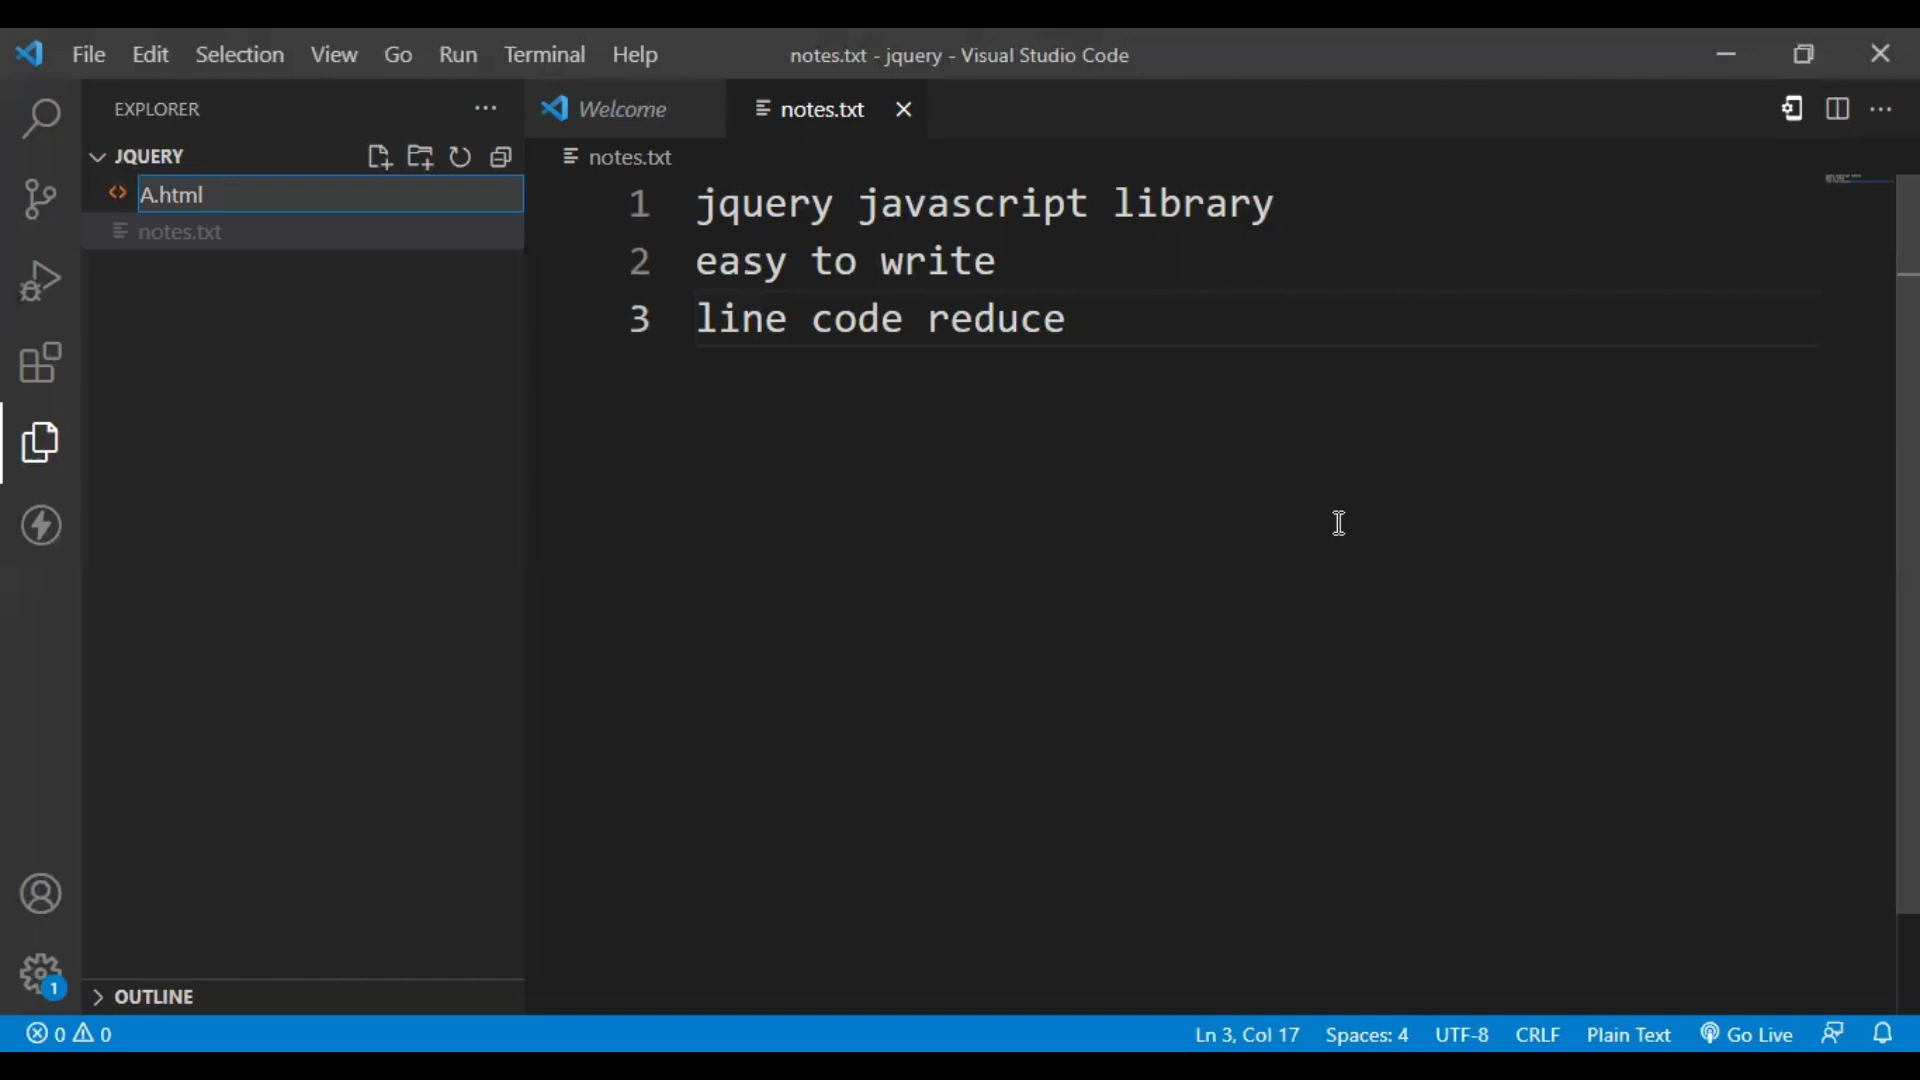 File Edit Selection View Go Run Terminal Help notes.txt - jquery - Visual Studio Code
EXPLORER
JQUERY
A.html
notes.txt
OUTLINE
Welcome notes.txt
notes.txt
1 jquery javascript library
2 easy to write
3 line code reduce
1
0 0 Ln 3, Col 17 Spaces: 4 UTF-8 CRLF Plain Text Go Live